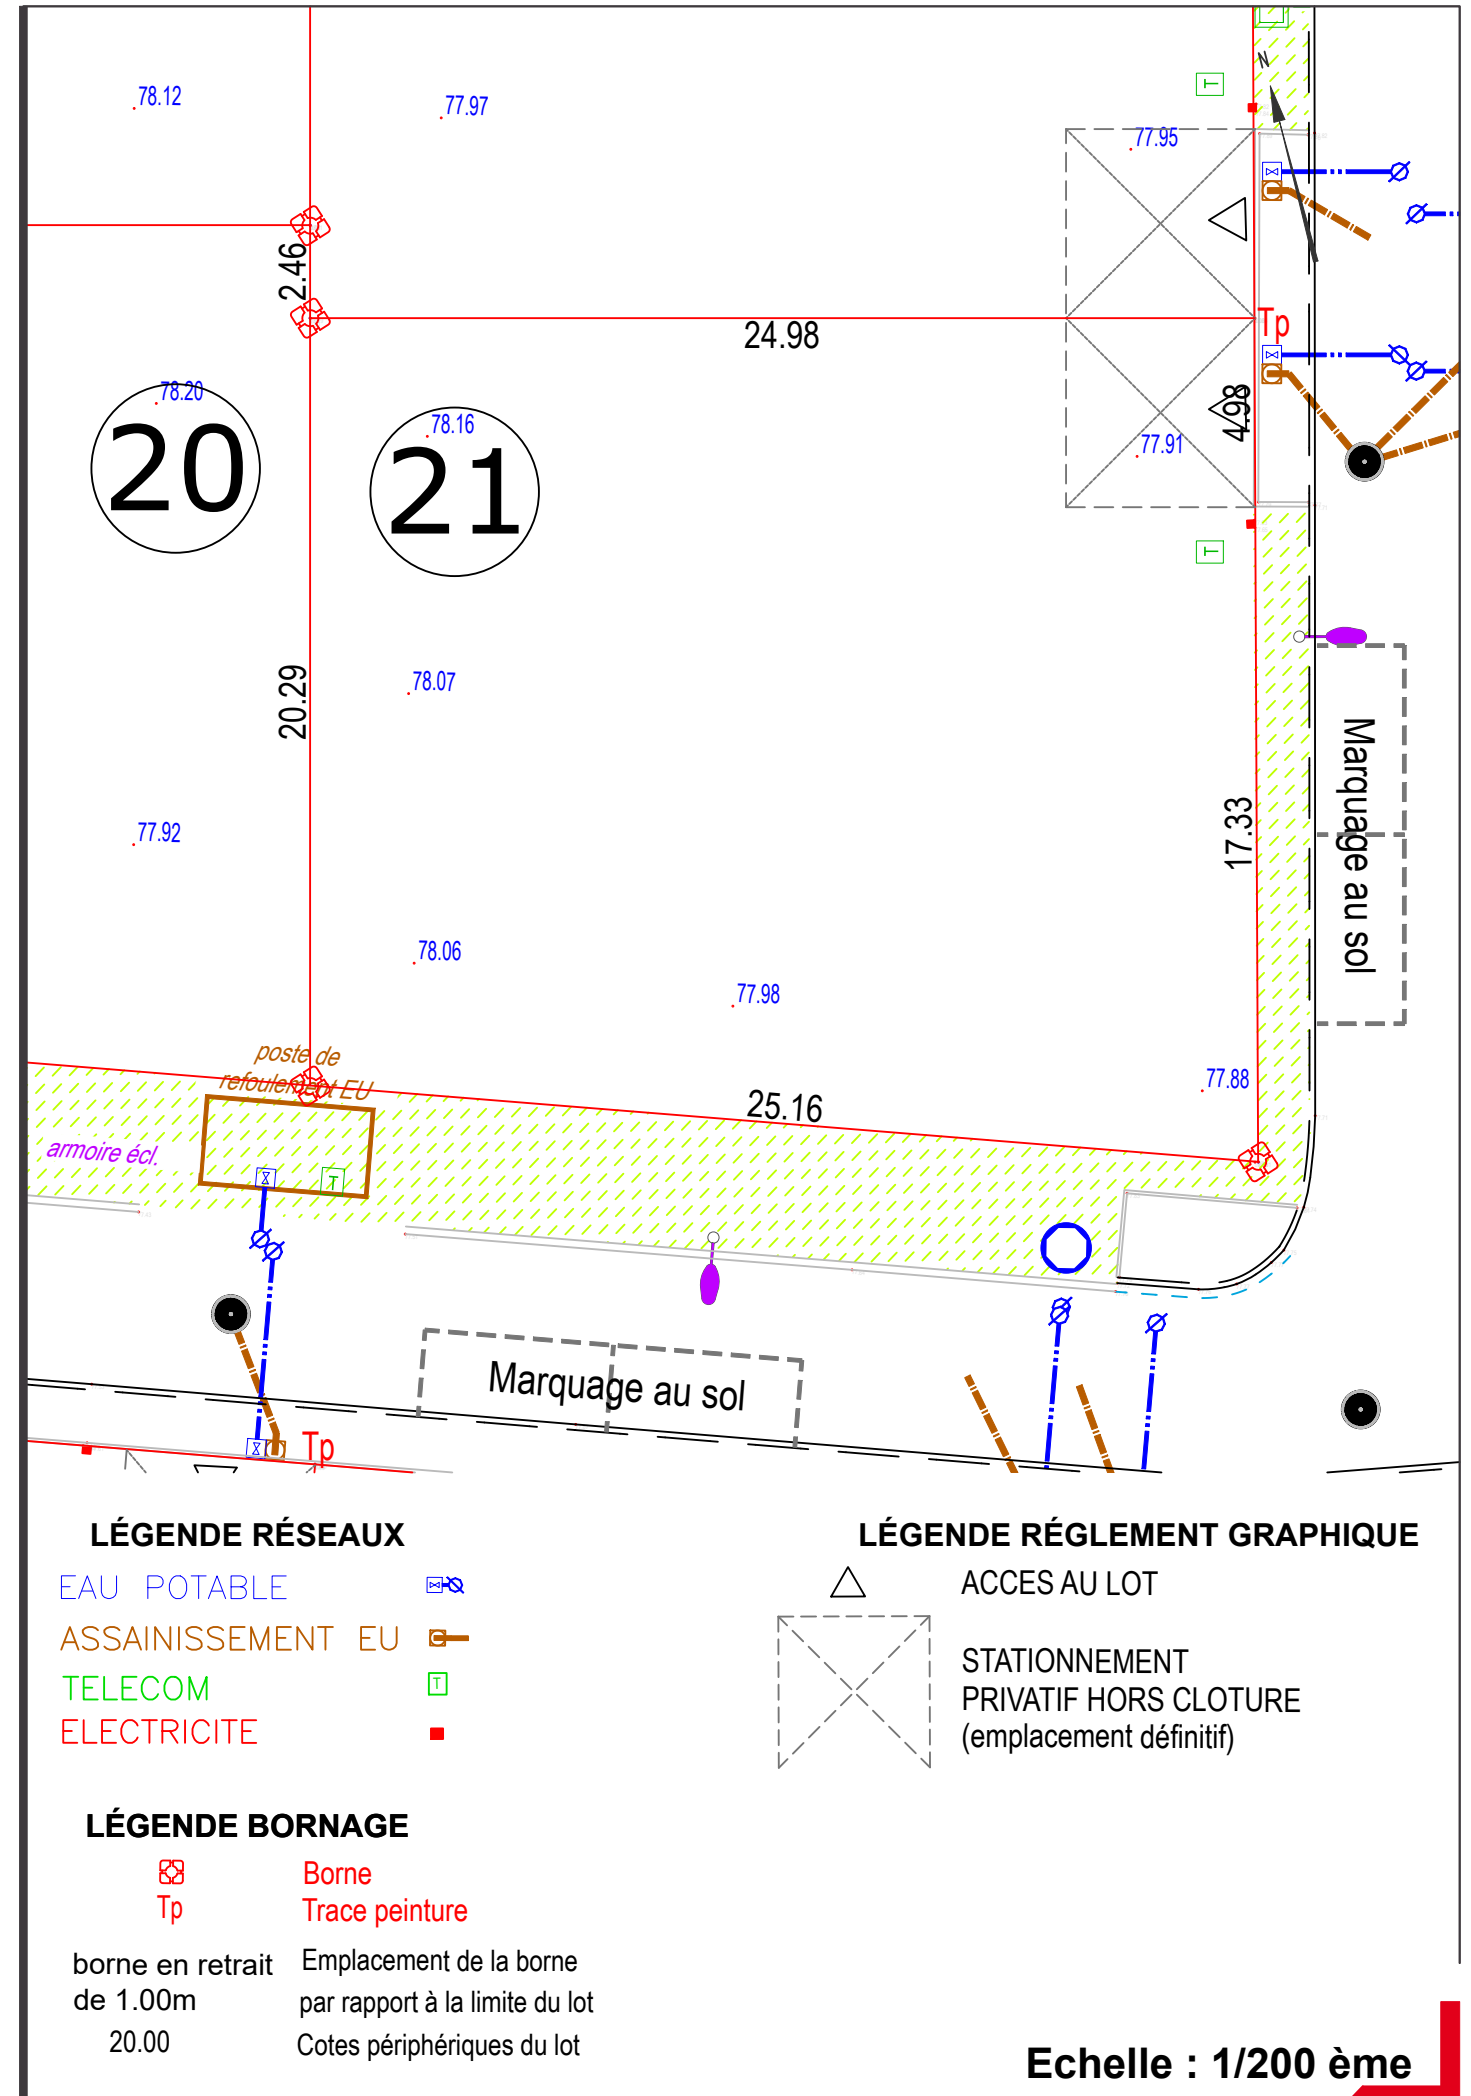 78.12
77.97
77.95
T
N
2.46
24.98
Tp
78.20
20
78.16
21
4.98
77.91
T
20.29
78.07
17.33
Marquage au sol
77.92
78.06
77.98
77.88
poste de
refoulement EU
25.16
armoire écl.
T
Marquage au sol
Tp
LÉGENDE RÉSEAUX
EAU POTABLE
ASSAINISSEMENT EU
TELECOM T
ELECTRICITE
LÉGENDE RÉGLEMENT GRAPHIQUE
ACCES AU LOT
STATIONNEMENT
PRIVATIF HORS CLOTURE
(emplacement définitif)
LÉGENDE BORNAGE
Borne
Tp Trace peinture
borne en retrait Emplacement de la borne
de 1.00m par rapport à la limite du lot
20.00 Cotes périphériques du lot
Echelle : 1/200 ème